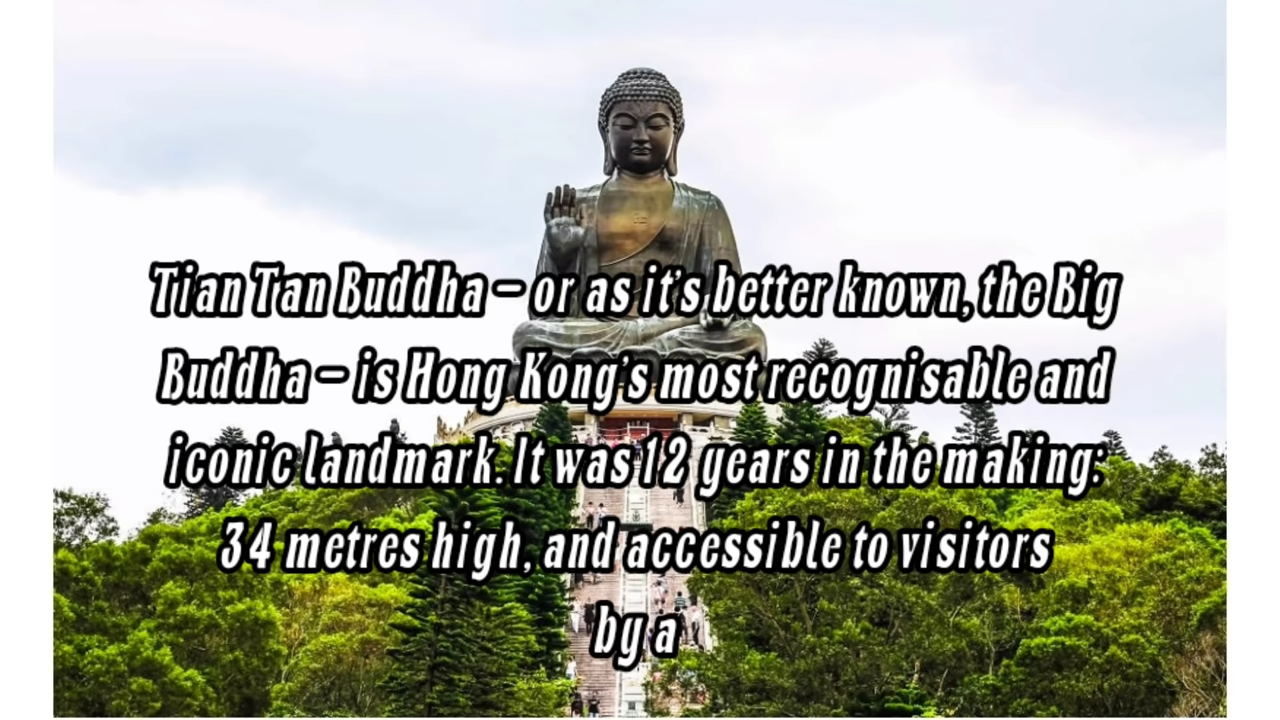 Tian Tan Buddha – or as it's better known, the Big
Buddha – is Hong Kong's most recognisable and
iconic landmark. It was 12 years in the making:
34 metres high, and accessible to visitors
by a